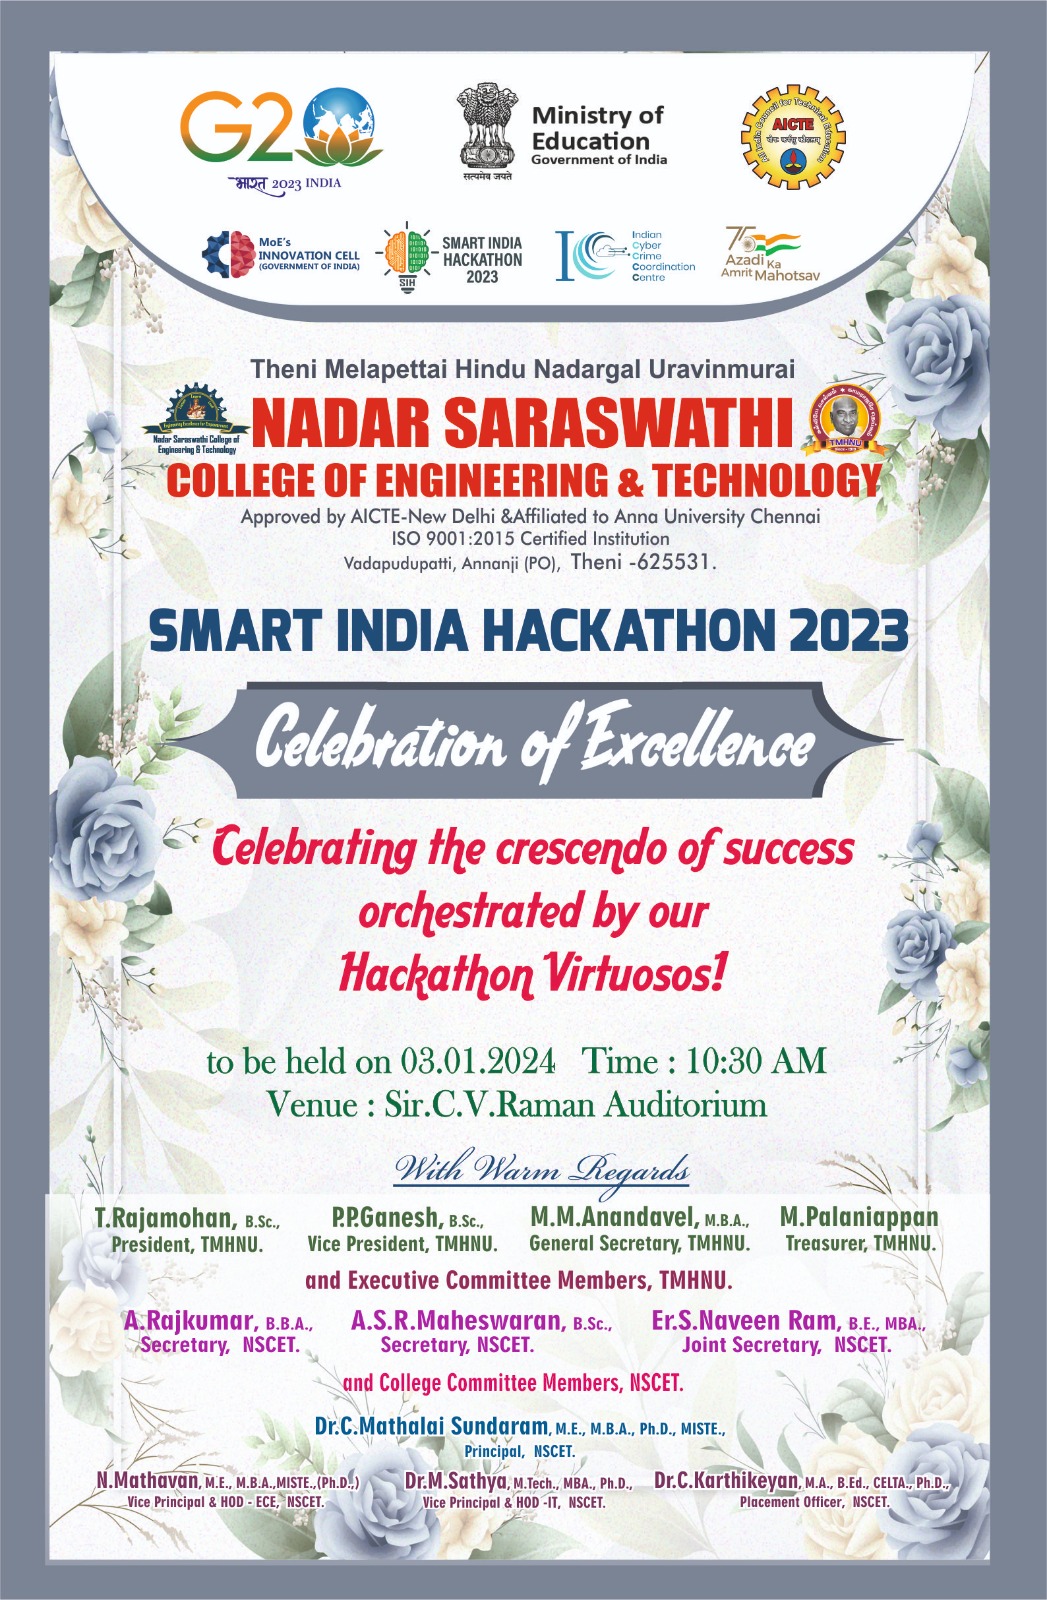 G20
भारत 2023 INDIA
सत्यमेव जयते
Ministry of
Education
Government of India
All India Council for Technical Education
AICTE
MoE's
INNOVATION CELL
(GOVERNMENT OF INDIA)
SIH
SMART INDIA
HACKATHON
2023
I C
Indian
Cyber
Crime
Coordination
Centre
75
Azadi Ka
Amrit Mahotsav
Theni Melapettai Hindu Nadargal Uravinmurai
Nadar Saraswathi College of
Engineering & Technology
NADAR SARASWATHI
TMHNU
COLLEGE OF ENGINEERING & TECHNOLOGY
Approved by AICTE-New Delhi &Affiliated to Anna University Chennai
ISO 9001:2015 Certified Institution
Vadapudupatti, Annanji (PO), Theni -625531.
SMART INDIA HACKATHON 2023
Celebration of Excellence
Celebrating the crescendo of success
orchestrated by our
Hackathon Virtuosos!
to be held on 03.01.2024 Time : 10:30 AM
Venue : Sir.C.V.Raman Auditorium
With Warm Regards
T.Rajamohan, B.Sc., P.P.Ganesh, B.Sc., M.M.Anandavel, M.B.A., M.Palaniappan
President, TMHNU. Vice President, TMHNU. General Secretary, TMHNU. Treasurer, TMHNU.
and Executive Committee Members, TMHNU.
A.Rajkumar, B.B.A., A.S.R.Maheswaran, B.Sc., Er.S.Naveen Ram, B.E., MBA.,
Secretary, NSCET. Secretary, NSCET. Joint Secretary, NSCET.
and College Committee Members, NSCET.
Dr.C.Mathalai Sundaram, M.E., M.B.A., Ph.D., MISTE.,
Principal, NSCET.
N.Mathavan, M.E., M.B.A.,MISTE.,(Ph.D.,) Dr.M.Sathya, M.Tech., MBA., Ph.D., Dr.C.Karthikeyan, M.A., B.Ed., CELTA., Ph.D.,
Vice Principal & HOD - ECE, NSCET. Vice Principal & HOD -IT, NSCET. Placement Officer, NSCET.